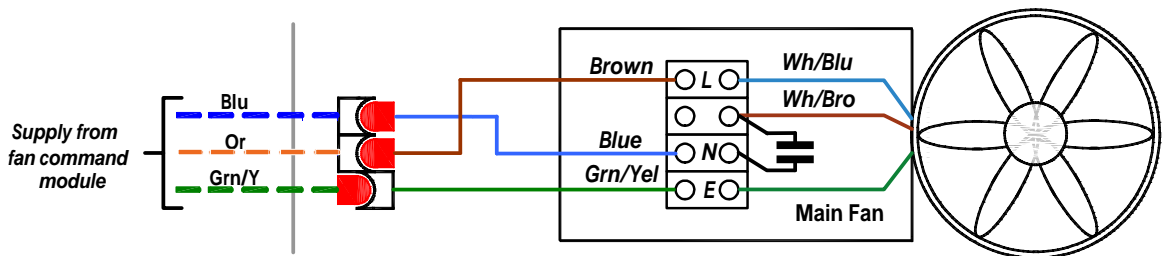 Supply from
fan command
module
Blu
Or
Grn/Y
Brown
Blue
Grn/Yel
L
N
E
Wh/Blu
Wh/Bro
Main Fan